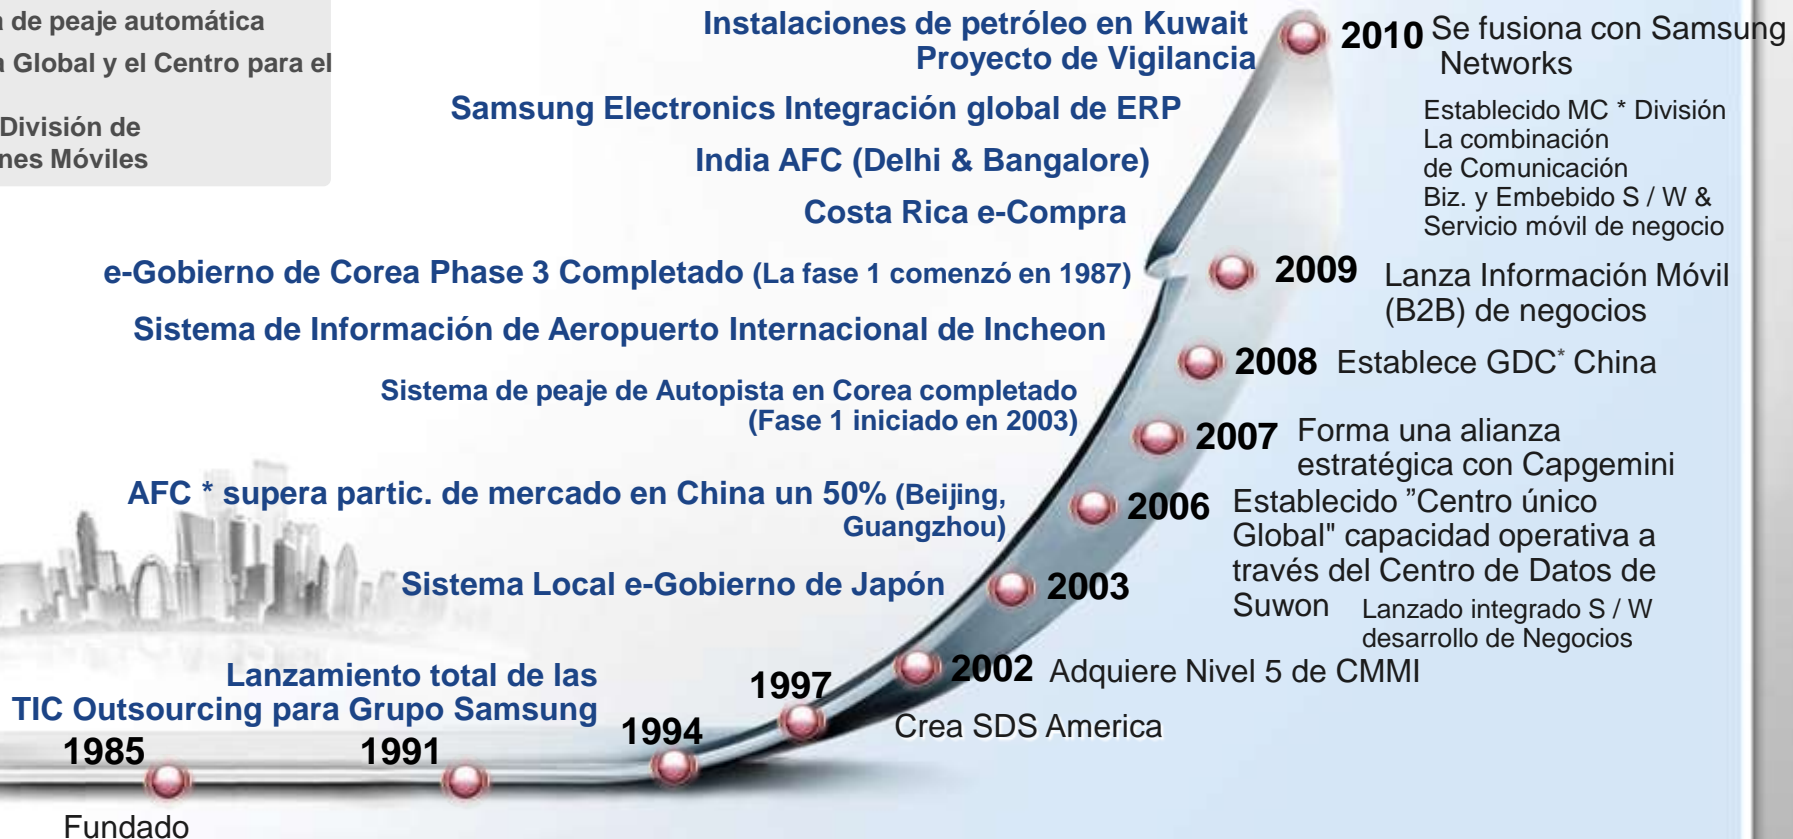 a de peaje automática
a Global y el Centro para el
División de
nes Móviles
Instalaciones de petróleo en Kuwait
Proyecto de Vigilancia
Samsung Electronics Integración global de ERP
India AFC (Delhi & Bangalore)
Costa Rica e-Compra
e-Gobierno de Corea Phase 3 Completado (La fase 1 comenzó en 1987)
Sistema de Información de Aeropuerto Internacional de Incheon
Sistema de peaje de Autopista en Corea completado
(Fase 1 iniciado en 2003)
AFC * supera partic. de mercado en China un 50% (Beijing,
Guangzhou)
Sistema Local e-Gobierno de Japón
Lanzamiento total de las
TIC Outsourcing para Grupo Samsung
2010 Se fusiona con Samsung
Networks
Establecido MC * División
La combinación
de Comunicación
Biz. y Embebido S / W &
Servicio móvil de negocio
2009 Lanza Información Móvil
(B2B) de negocios
2008 Establece GDC* China
2007 Forma una alianza
estratégica con Capgemini
2006 Establecido ”Centro único
Global" capacidad operativa a
través del Centro de Datos de
Suwon
Lanzado integrado S / W
desarrollo de Negocios
2003
2002 Adquiere Nivel 5 de CMMI
1997
Crea SDS America
1994
1991
1985
Fundado